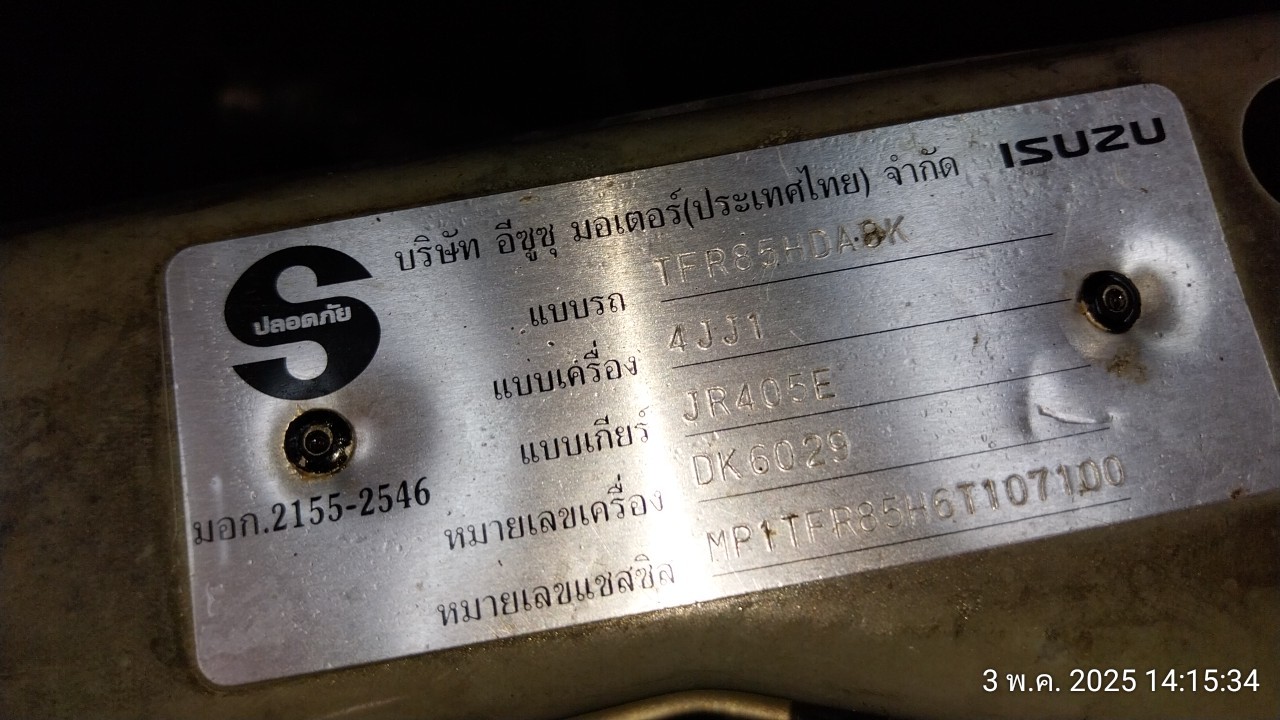 ISUZU
บริษัท อีซูซุ มอเตอร์(ประเทศไทย) จำกัด
แบบรถ TFR85HDABK
แบบเครื่อง 4JJ1
แบบเกียร์ JR405E
หมายเลขเครื่อง DK6029
หมายเลขแชสซิส MP1TFR85H6T107100
ปลอดภัย
มอก.2155-2546
3 พ.ค. 2025 14:15:34